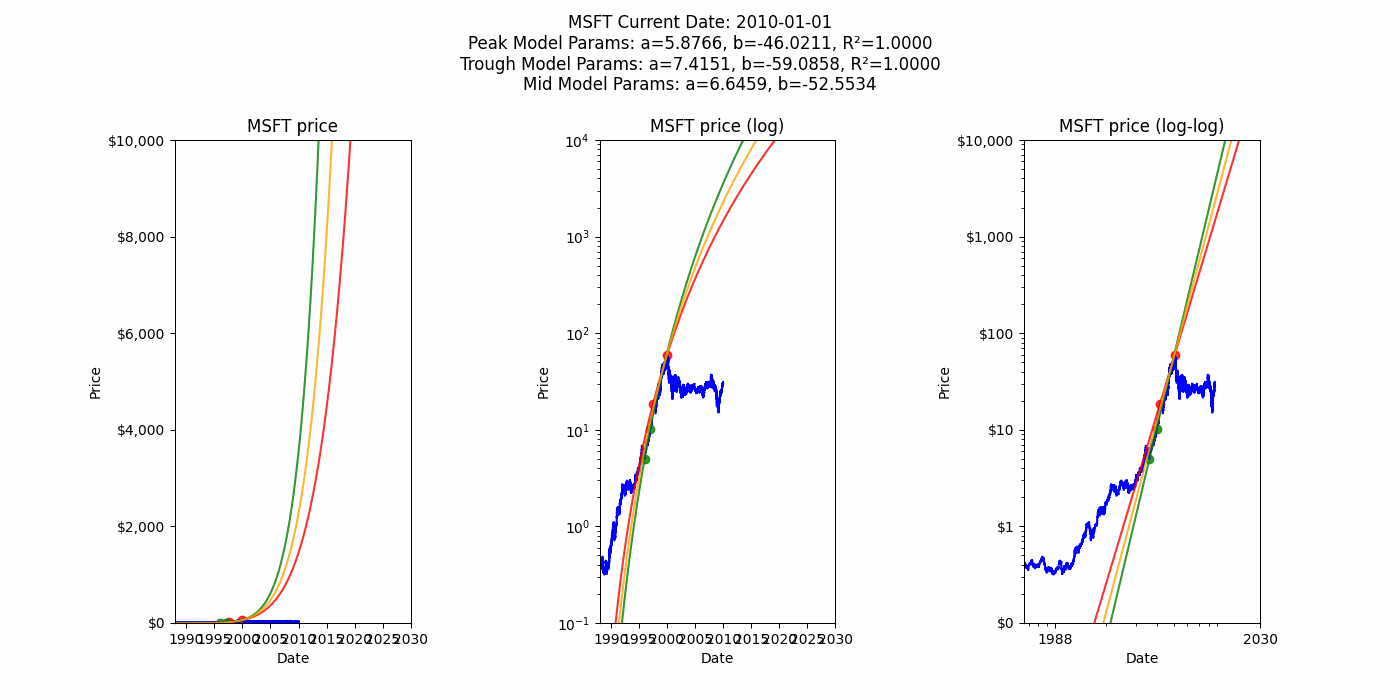 MSFT Current Date: 2010-01-01
Peak Model Params: a=5.8766, b=-46.0211, R²=1.0000
Trough Model Params: a=7.4151, b=-59.0858, R²=1.0000
Mid Model Params: a=6.6459, b=-52.5534
MSFT price
$10,000
$8,000
$6,000
$4,000
$2,000
$0
Price
1990 1995 2000 2005 2010 2015 2020 2025 2030
Date
MSFT price (log)
10⁴
10³
10²
10¹
10⁰
10⁻¹
Price
1990 1995 2000 2005 2010 2015 2020 2025 2030
Date
MSFT price (log-log)
$10,000
$1,000
$100
$10
$1
$0
Price
1988 2030
Date